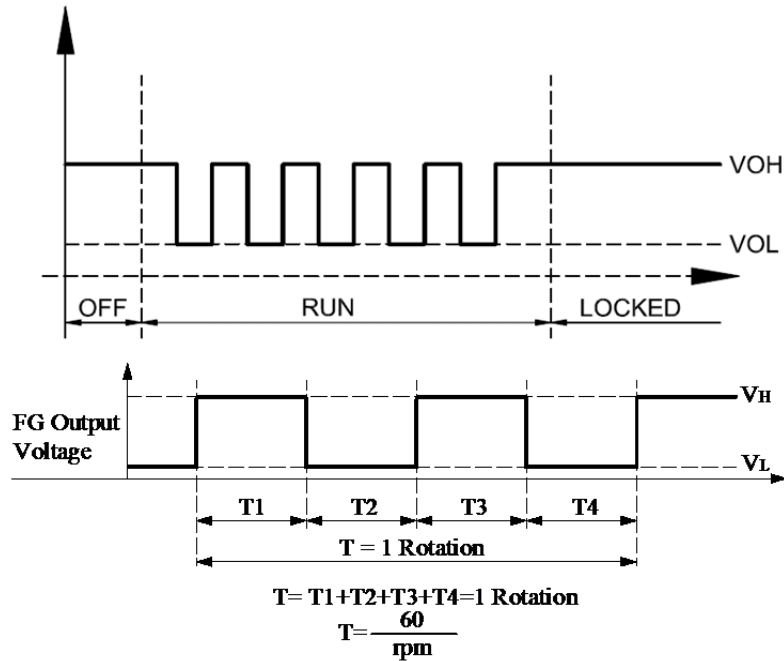 VOH
VOL
OFF RUN LOCKED
FG Output
Voltage
VH
VL
T1 T2 T3 T4
T = 1 Rotation
T= T1+T2+T3+T4=1 Rotation
T= 60
rpm